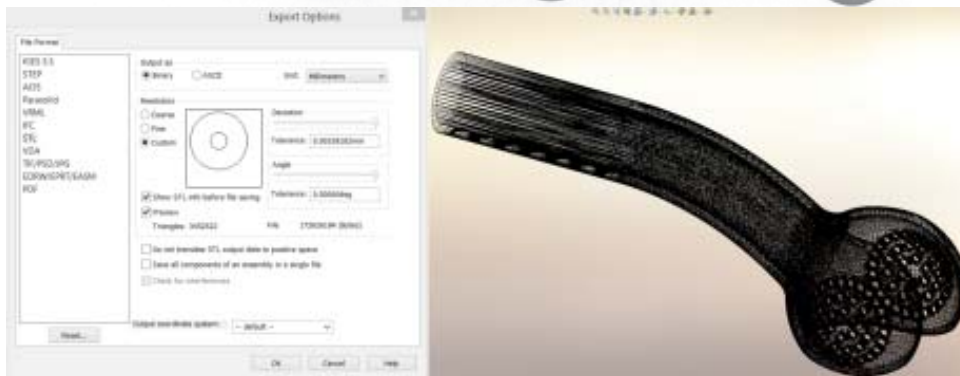 Export Options
File Format
IGES 5.3
STEP
ACIS
Parasolid
VRML
IFC
STL
VDA
TIF/PSD/JPG
EDRW/EPRT/EASM
PDF
Output as
Binary
ASCII
Unit:
Millimeters
Resolution
Coarse
Fine
Custom
Deviation
Tolerance:
Angle
Tolerance:
Show STL info before file saving
Preview
Triangles:
File
Do not translate STL output data to positive space
Save all components of an assembly in a single file
Check for interferences
Output coordinate system:
-- default --
Reset...
OK
Cancel
Help